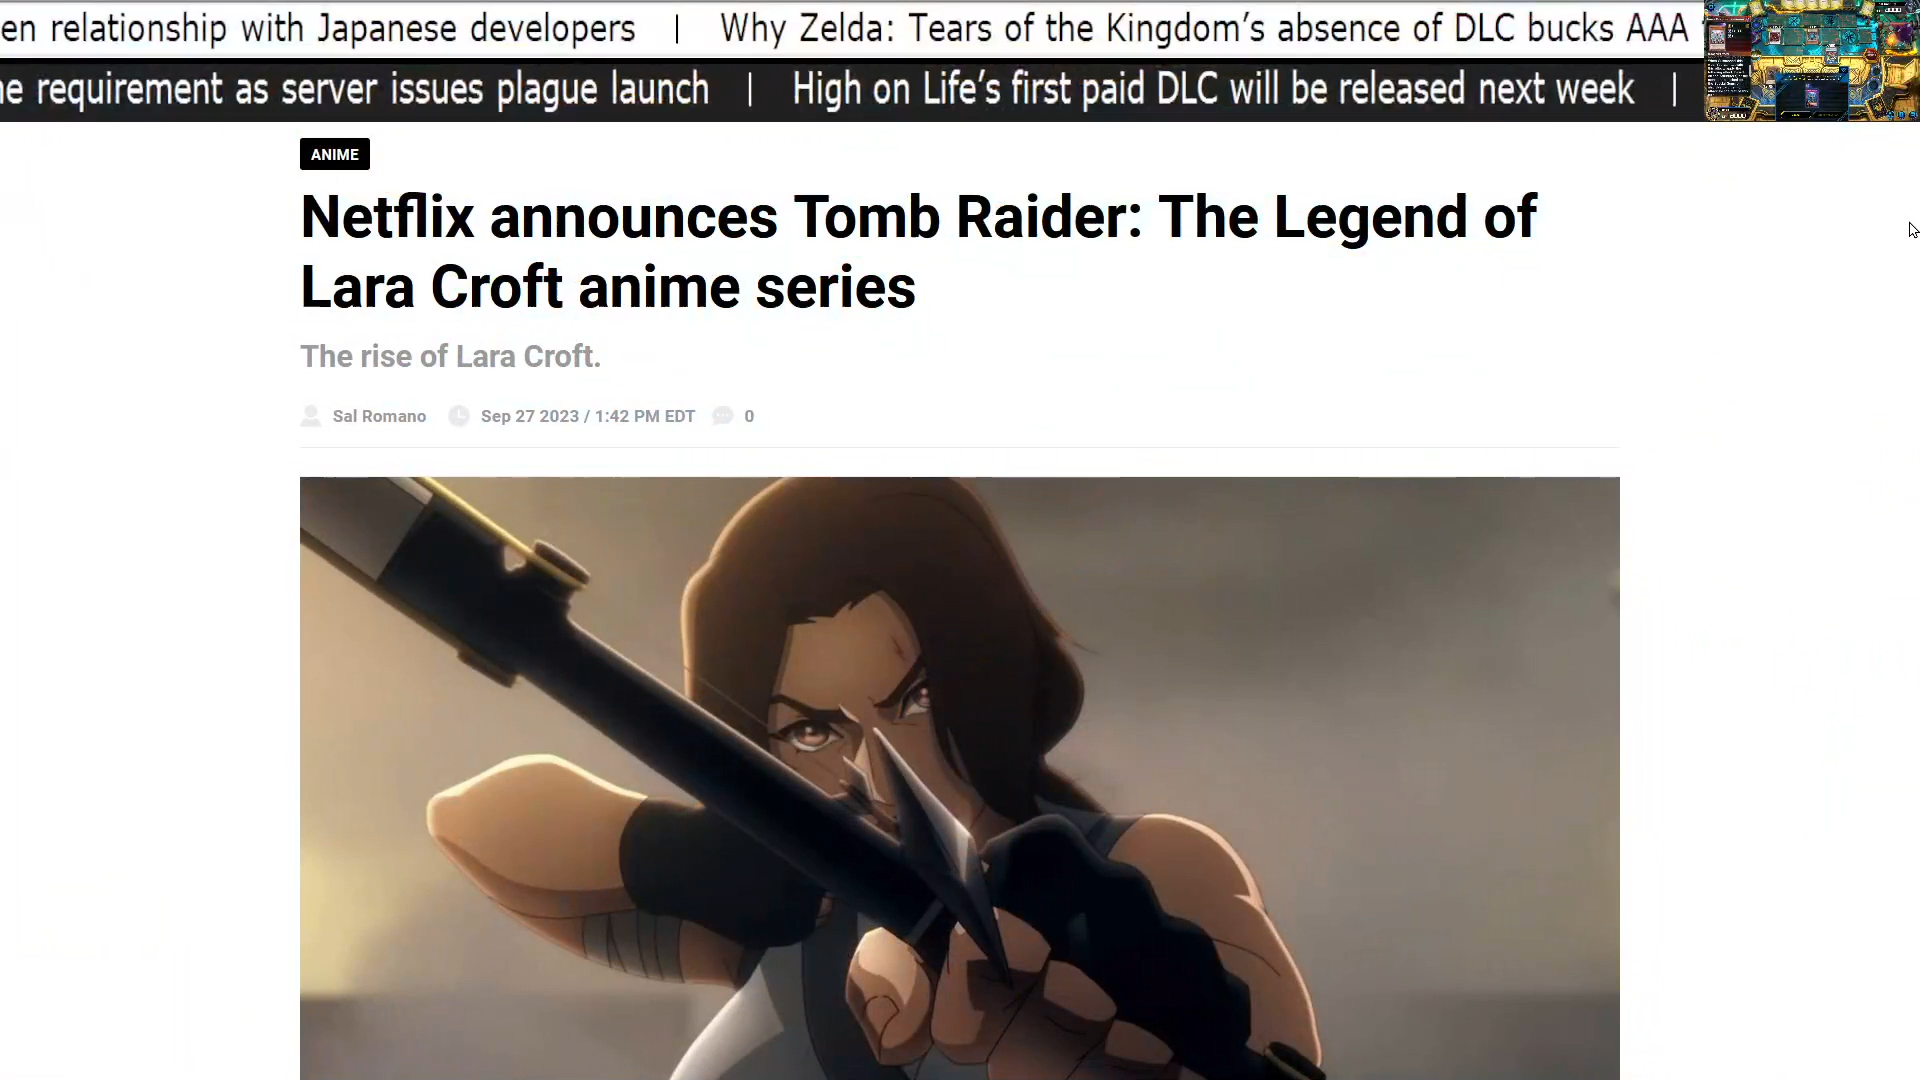 en relationship with Japanese developers | Why Zelda: Tears of the Kingdom’s absence of DLC bucks AAA
ne requirement as server issues plague launch | High on Life’s first paid DLC will be released next week |
ANIME
Netflix announces Tomb Raider: The Legend of
Lara Croft anime series
The rise of Lara Croft.
Sal Romano Sep 27 2023 / 1:42 PM EDT 0